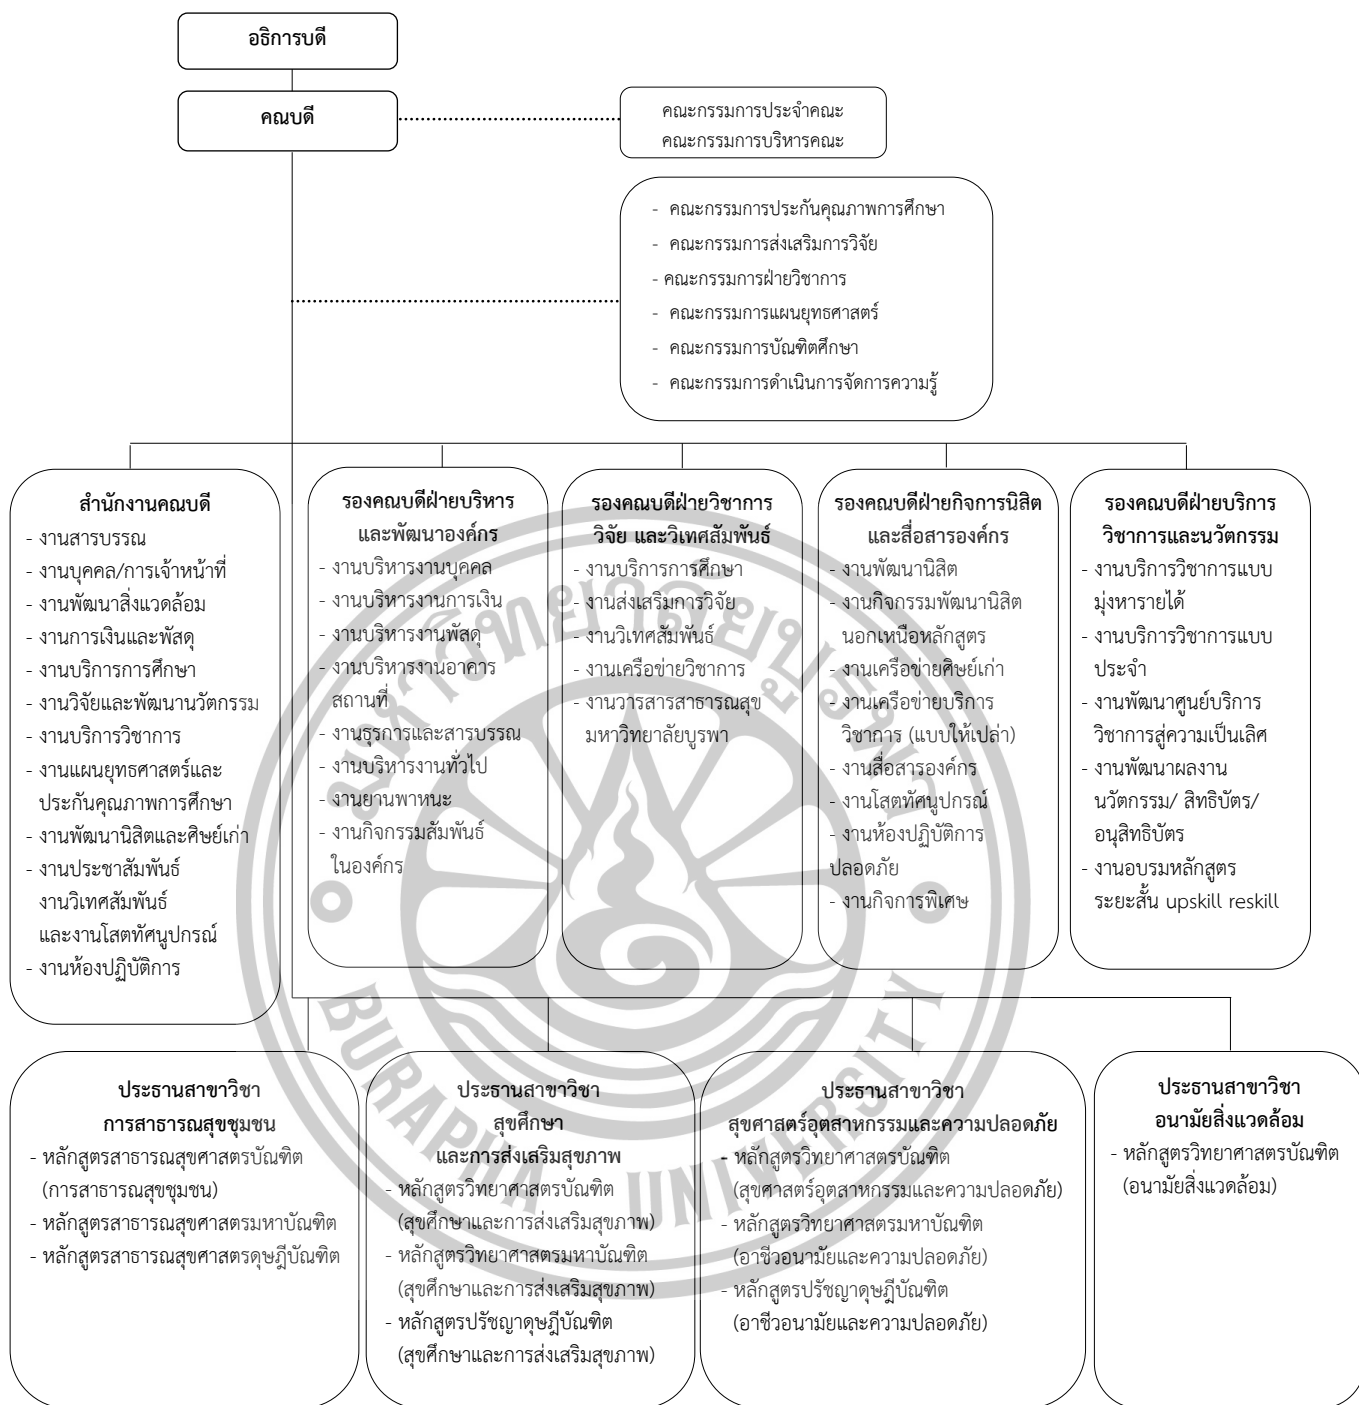 อธิการบดี
คณบดี
คณะกรรมการประจำคณะ
คณะกรรมการบริหารคณะ
- คณะกรรมการประกันคุณภาพการศึกษา
- คณะกรรมการส่งเสริมการวิจัย
- คณะกรรมการฝ่ายวิชาการ
- คณะกรรมการแผนยุทธศาสตร์
- คณะกรรมการบัณฑิตศึกษา
- คณะกรรมการดำเนินการจัดการความรู้
สำนักงานคณบดี
- งานสารบรรณ
- งานบุคคล/การเจ้าหน้าที่
- งานพัฒนาสิ่งแวดล้อม
- งานการเงินและพัสดุ
- งานบริการการศึกษา
- งานวิจัยและพัฒนานวัตกรรม
- งานบริการวิชาการ
- งานแผนยุทธศาสตร์และ
ประกันคุณภาพการศึกษา
- งานพัฒนานิสิตและศิษย์เก่า
- งานประชาสัมพันธ์
งานวิเทศสัมพันธ์
และงานโสตทัศนูปกรณ์
- งานห้องปฏิบัติการ
รองคณบดีฝ่ายบริหาร
และพัฒนาองค์กร
- งานบริหารงานบุคคล
- งานบริหารงานการเงิน
- งานบริหารงานพัสดุ
- งานบริหารงานอาคาร
สถานที่
- งานธุรการและสารบรรณ
- งานบริหารงานทั่วไป
- งานยานพาหนะ
- งานกิจกรรมสัมพันธ์
ในองค์กร
รองคณบดีฝ่ายวิชาการ
วิจัย และวิเทศสัมพันธ์
- งานบริการการศึกษา
- งานส่งเสริมการวิจัย
- งานวิเทศสัมพันธ์
- งานเครือข่ายวิชาการ
- งานวารสารสาธารณสุข
มหาวิทยาลัยบูรพา
รองคณบดีฝ่ายกิจการนิสิต
และสื่อสารองค์กร
- งานพัฒนานิสิต
- งานกิจกรรมพัฒนานิสิต
นอกเหนือหลักสูตร
- งานเครือข่ายศิษย์เก่า
- งานเครือข่ายบริการ
วิชาการ (แบบให้เปล่า)
- งานสื่อสารองค์กร
- งานโสตทัศนูปกรณ์
- งานห้องปฏิบัติการ
ปลอดภัย
- งานกิจการพิเศษ
รองคณบดีฝ่ายบริการ
วิชาการและนวัตกรรม
- งานบริการวิชาการแบบ
มุ่งหารายได้
- งานบริการวิชาการแบบ
ประจำ
- งานพัฒนาศูนย์บริการ
วิชาการสู่ความเป็นเลิศ
- งานพัฒนาผลงาน
นวัตกรรม/ สิทธิบัตร/
อนุสิทธิบัตร
- งานอบรมหลักสูตร
ระยะสั้น upskill reskill
มหาวิทยาลัยบูรพา
BURAPHA UNIVERSITY
ประธานสาขาวิชา
การสาธารณสุขชุมชน
- หลักสูตรสาธารณสุขศาสตรบัณฑิต
(การสาธารณสุขชุมชน)
- หลักสูตรสาธารณสุขศาสตรมหาบัณฑิต
- หลักสูตรสาธารณสุขศาสตรดุษฎีบัณฑิต
ประธานสาขาวิชา
สุขศึกษา
และการส่งเสริมสุขภาพ
- หลักสูตรวิทยาศาสตรบัณฑิต
(สุขศึกษาและการส่งเสริมสุขภาพ)
- หลักสูตรวิทยาศาสตรมหาบัณฑิต
(สุขศึกษาและการส่งเสริมสุขภาพ)
- หลักสูตรปรัชญาดุษฎีบัณฑิต
(สุขศึกษาและการส่งเสริมสุขภาพ)
ประธานสาขาวิชา
สุขศาสตร์อุตสาหกรรมและความปลอดภัย
- หลักสูตรวิทยาศาสตรบัณฑิต
(สุขศาสตร์อุตสาหกรรมและความปลอดภัย)
- หลักสูตรวิทยาศาสตรมหาบัณฑิต
(อาชีวอนามัยและความปลอดภัย)
- หลักสูตรปรัชญาดุษฎีบัณฑิต
(อาชีวอนามัยและความปลอดภัย)
ประธานสาขาวิชา
อนามัยสิ่งแวดล้อม
- หลักสูตรวิทยาศาสตรบัณฑิต
(อนามัยสิ่งแวดล้อม)